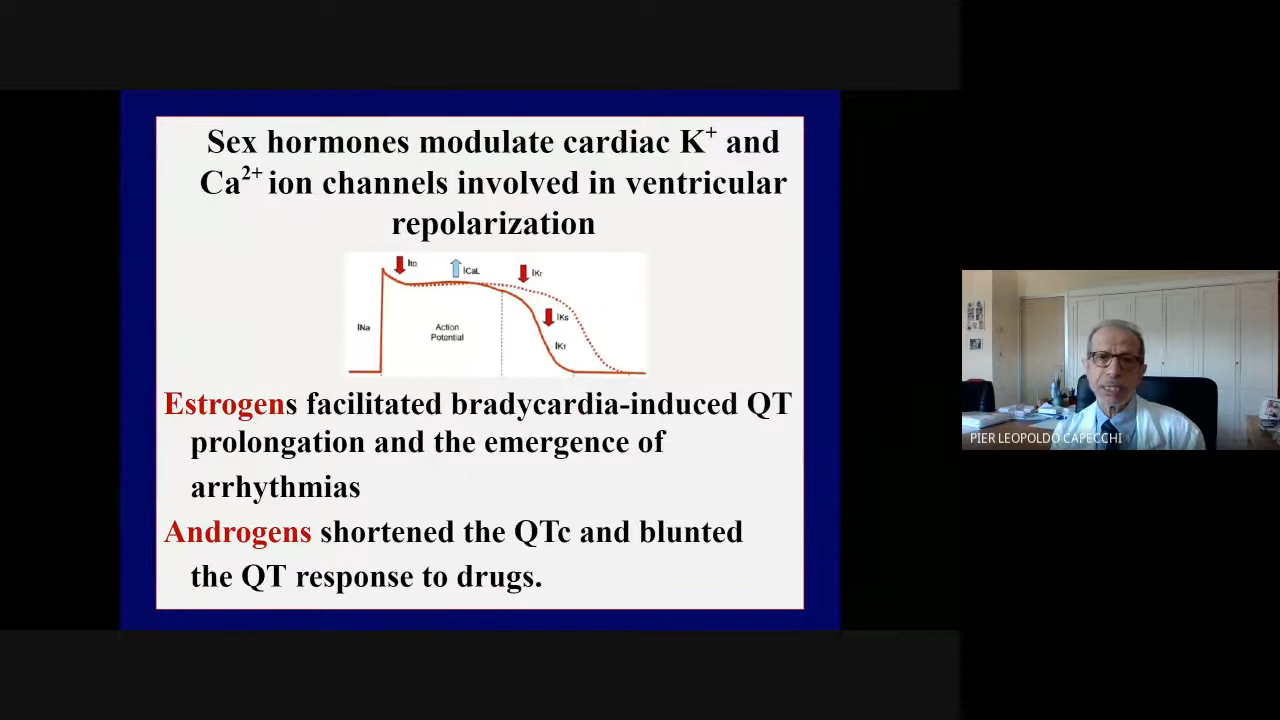 Sex hormones modulate cardiac K+ and
Ca2+ ion channels involved in ventricular
repolarization
Ito
ICaL
IKr
IKs
INa
Action
Potential
IK1
Estrogens facilitated bradycardia-induced QT
prolongation and the emergence of
arrhythmias
Androgens shortened the QTc and blunted
the QT response to drugs.
PIER LEOPOLDO CAPECCHI